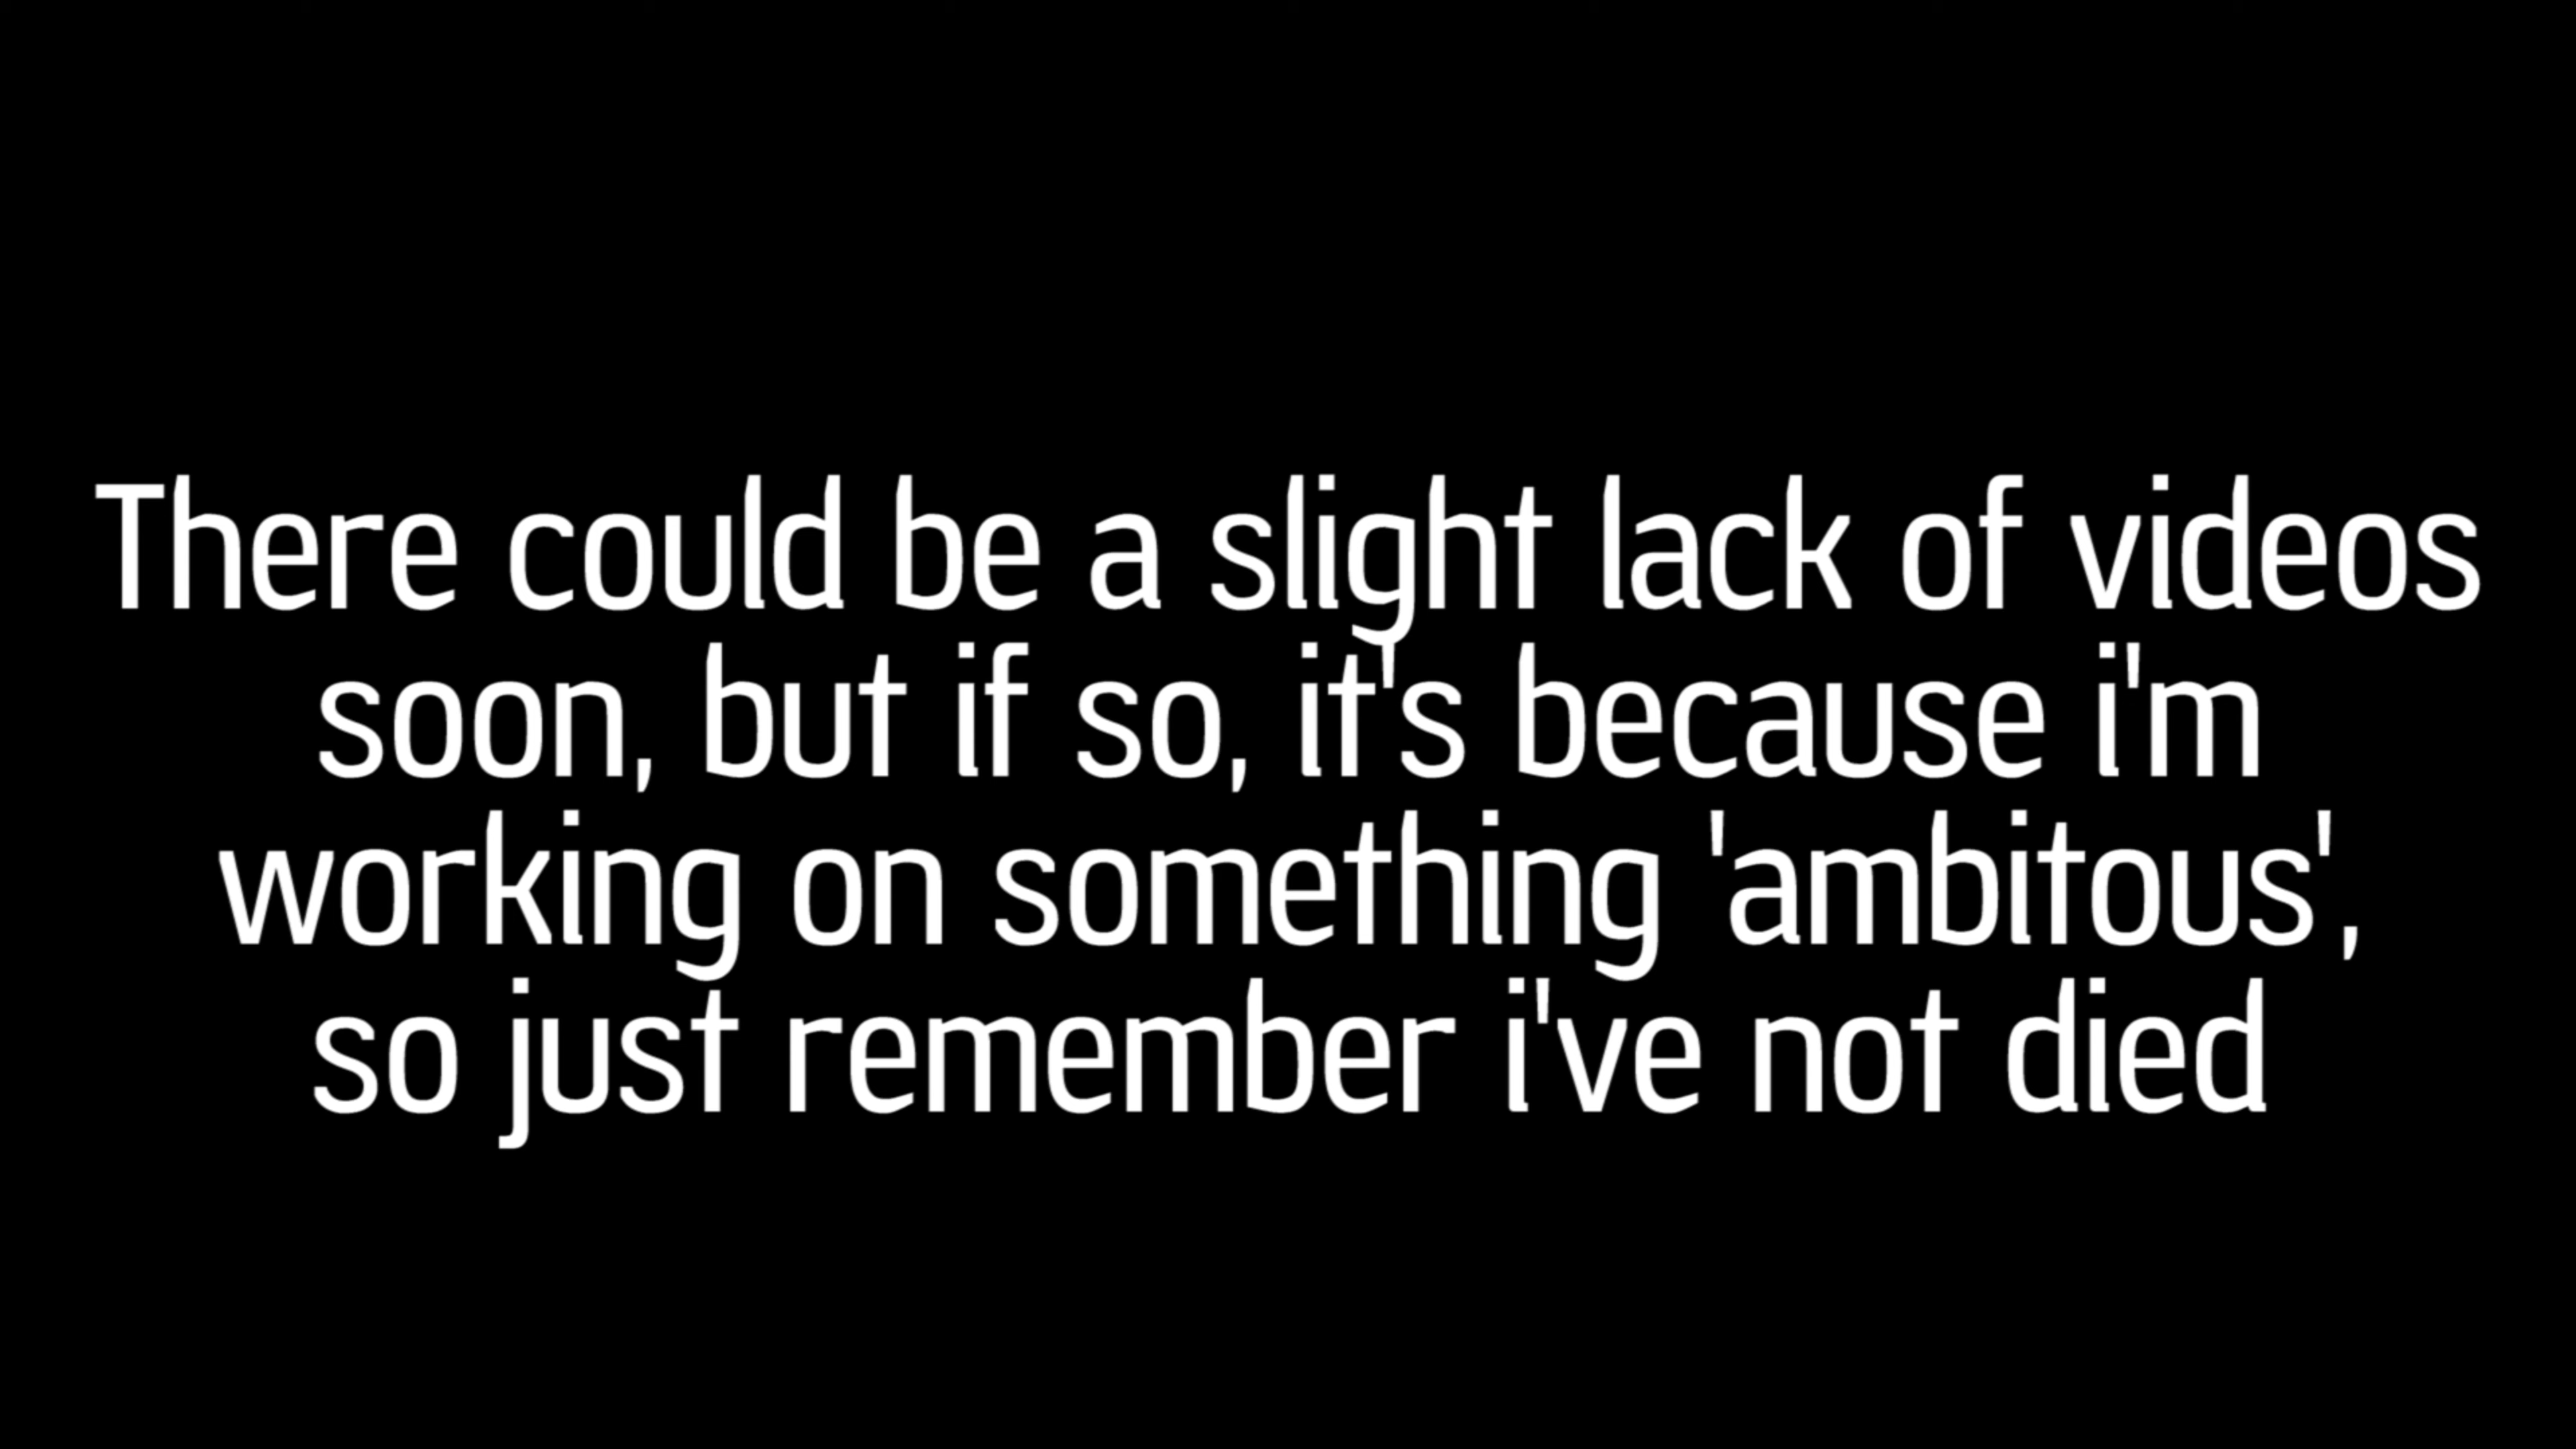 There could be a slight lack of videos
soon, but if so, it's because i'm
working on something 'ambitous',
so just remember i've not died